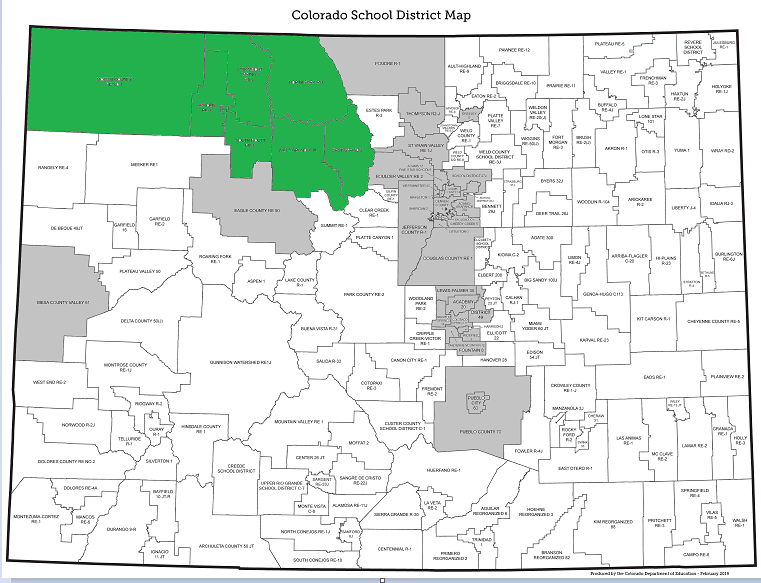 Colorado School District Map
POUDRE R-1
PAWNEE RE-12
PLATEAU RE-5
REVERE
SCHOOL
DISTRICT
JULESBURG
RE-1
AULT-HIGHLAND
RE-9
BRIGGSDALE RE-10
PRAIRIE RE-11
VALLEY RE-1
FRENCHMAN
RE-3
HAXTUN
RE-2J
HOLYOKE
RE-1J
EATON RE-2
ESTES PARK
R-3
THOMPSON R2-J
PLATTE
VALLEY
RE-7
WELDON
VALLEY
RE-20(J)
BUFFALO
RE-4J
LONE STAR
101
WELD
COUNTY
RE-1
WIGGINS
RE-50(J)
FORT
MORGAN
RE-3
BRUSH
RE-2(J)
AKRON R-1
OTIS R-3
YUMA 1
WRAY RD-2
ST VRAIN VALLEY
RE 1J
WELD COUNTY
SCHOOL DISTRICT
RE-3J
RANGELY RE-4
MEEKER RE1
BOULDER VALLEY RE 2
BYERS 32J
BENNETT
29J
DEER TRAIL 26J
WOODLIN R-104
ARICKAREE
R-2
LIBERTY J-4
IDALIA RJ-3
EAGLE COUNTY RE 50
CLEAR CREEK
RE-1
SUMMIT RE-1
PLATTE CANYON 1
JEFFERSON
COUNTY R-1
DE BEQUE 49JT
GARFIELD
16
GARFIELD
RE-2
DOUGLAS COUNTY RE 1
ELIZABETH
SCHOOL
DISTRICT
KIOWA C-2
AGATE 300
LIMON
RE-4J
ARRIBA-FLAGLER
C-20
HI-PLAINS
R-23
STRATTON
R-4
BURLINGTON
RE-6J
PLATEAU VALLEY 50
ROARING FORK
RE-1
ASPEN 1
LAKE COUNTY
R-1
ELBERT 200
BIG SANDY 100J
MESA COUNTY VALLEY 51
PARK COUNTY RE-2
WOODLAND
PARK
RE-2
LEWIS-PALMER 38
ACADEMY
20
DISTRICT
49
PEYTON
23 JT
CALHAN
RJ-1
GENOA-HUGO C113
KIT CARSON R-1
CHEYENNE COUNTY RE-5
DELTA COUNTY 50(J)
BUENA VISTA R-31
CRIPPLE
CREEK-VICTOR
RE-1
ELLICOTT
22
MIAMI
YODER 60 JT
KARVAL RE-23
MONTROSE COUNTY
RE-1J
GUNNISON WATERSHED RE1J
SALIDA R-32
CANON CITY RE-1
FOUNTAIN 8
HANOVER 28
EDISON
54 JT
WEST END RE-2
COTOPAXI
RE-3
FREMONT
RE-2
CROWLEY COUNTY
RE-1-J
EADS RE-1
PLAINVIEW RE-2
RIDGWAY R-2
PUEBLO
CITY
60
MANZANOLA 3J
CHERAW
31
NORWOOD R-2J
OURAY
R-1
TELLURIDE
R-1
HINSDALE COUNTY
RE 1
MOUNTAIN VALLEY RE 1
MOFFAT 2
CUSTER COUNTY
SCHOOL DISTRICT C-1
PUEBLO COUNTY 70
ROCKY
FORD
R-2
FOWLER R-4J
LAS ANIMAS
RE-1
MC CLAVE
RE-2
LAMAR RE-2
GRANADA
RE-1
HOLLY
RE-3
DOLORES COUNTY RE NO.2
SILVERTON 1
CREEDE
SCHOOL DISTRICT
CENTER 26 JT
HUERFANO RE-1
EAST OTERO R-1
UPPER RIO GRANDE
SCHOOL DISTRICT C-7
SARGENT
RE-33J
SANGRE DE CRISTO
RE-22J
DOLORES RE-4A
BAYFIELD
10 JT-R
MONTE VISTA
C-8
ALAMOSA RE-11J
LA VETA
RE-2
SPRINGFIELD
RE-4
MONTEZUMA-CORTEZ
RE-1
MANCOS
RE-6
DURANGO 9-R
SIERRA GRANDE R-30
AGUILAR
REORGANIZED 6
HOEHNE
REORGANIZED 3
KIM REORGANIZED
88
PRITCHETT
RE-3
VILAS
RE-5
WALSH
RE-1
NORTH CONEJOS RE-1J
SANFORD
6J
IGNACIO
11 JT
ARCHULETA COUNTY 50 JT
SOUTH CONEJOS RE-10
CENTENNIAL R-1
PRIMERO
REORGANIZED 2
TRINIDAD
1
BRANSON
REORGANIZED 82
CAMPO RE-6
Produced by the Colorado Department of Education - February 2019